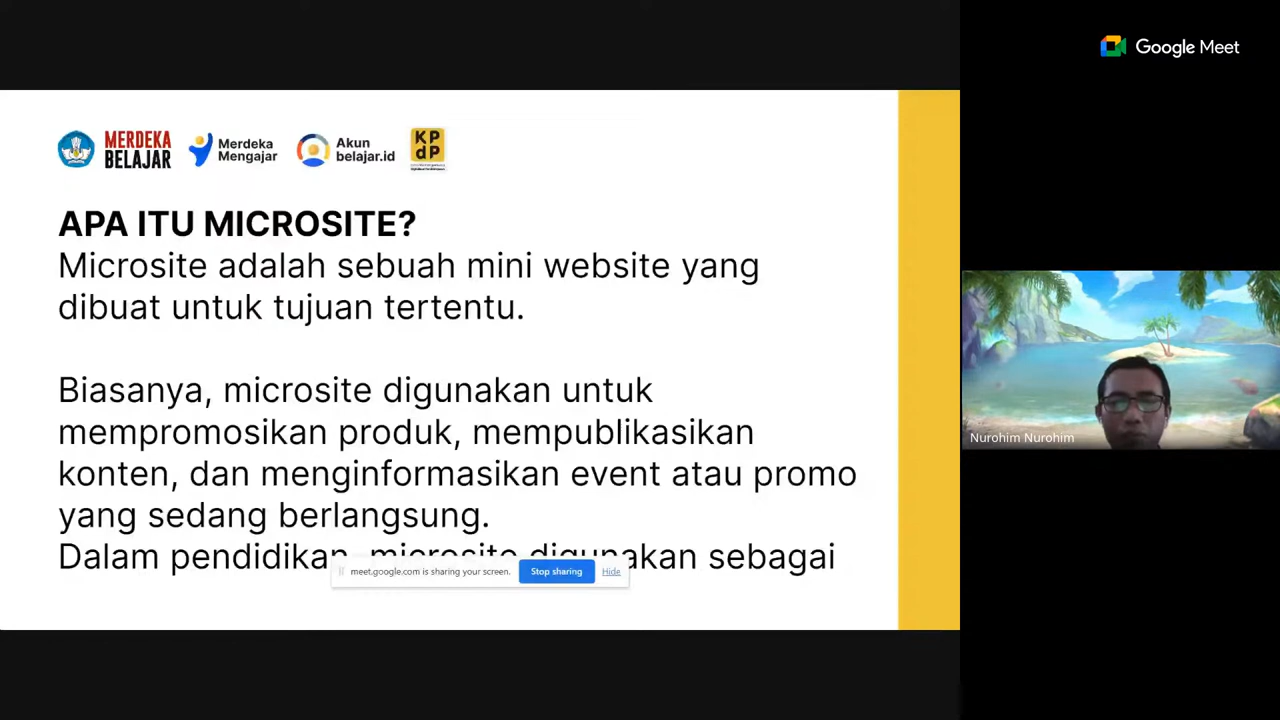 Google Meet
MERDEKA
BELAJAR
Merdeka
Mengajar
Akun
belajar.id
KP
dP
APA ITU MICROSITE?
Microsite adalah sebuah mini website yang
dibuat untuk tujuan tertentu.
Biasanya, microsite digunakan untuk
mempromosikan produk, mempublikasikan
konten, dan menginformasikan event atau promo
yang sedang berlangsung.
Dalam pendidikan, microsite digunakan sebagai
meet.google.com is sharing your screen.
Stop sharing
Hide
Nurohim Nurohim